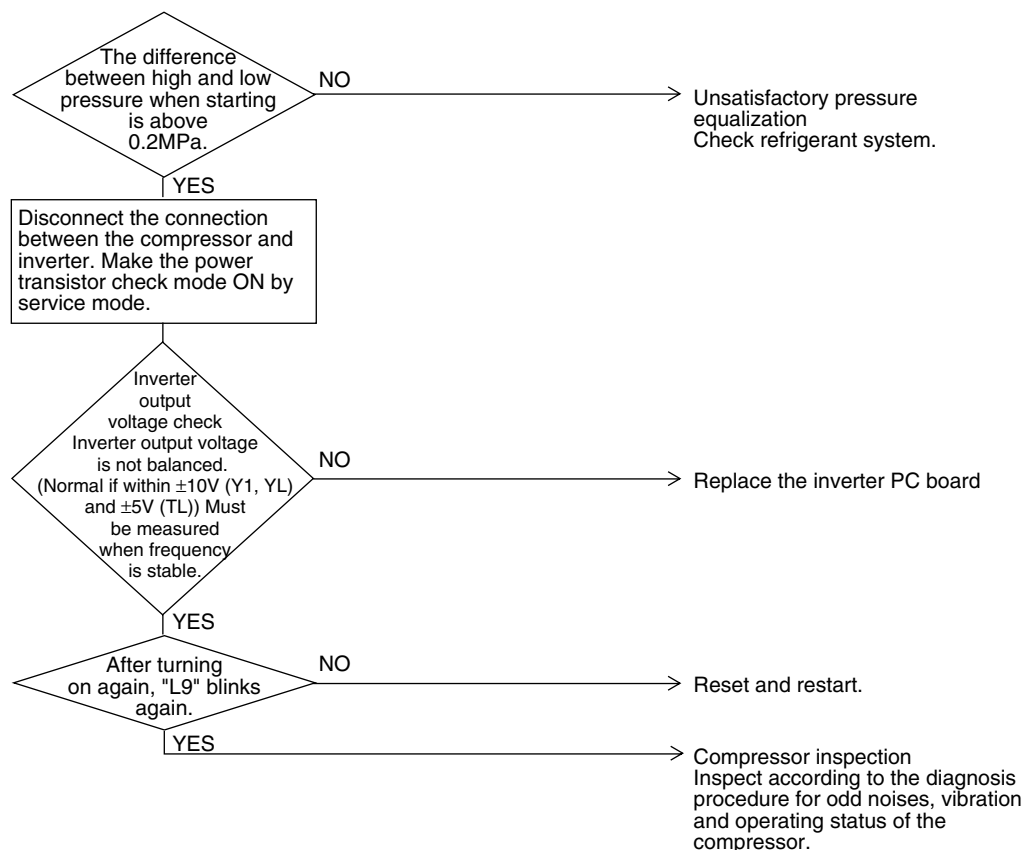 The difference
between high and low
pressure when starting
is above
0.2MPa.
NO
Unsatisfactory pressure
equalization
Check refrigerant system.
YES
Disconnect the connection
between the compressor and
inverter. Make the power
transistor check mode ON by
service mode.
Inverter
output
voltage check
Inverter output voltage
is not balanced.
(Normal if within ±10V (Y1, YL)
and ±5V (TL)) Must
be measured
when frequency
is stable.
NO
Replace the inverter PC board
YES
After turning
on again, "L9" blinks
again.
NO
Reset and restart.
YES
Compressor inspection
Inspect according to the diagnosis
procedure for odd noises, vibration
and operating status of the
compressor.